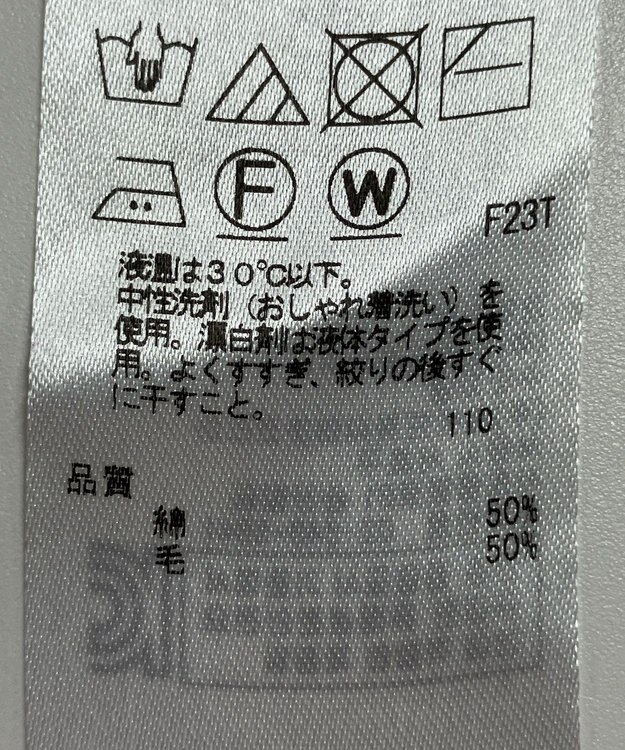 F
W
F23T
液温は30℃以下。
中性洗剤(おしゃれ着洗い)を
使用。漂白剤は液体タイプを使
用。よくすすぎ、絞りの後すぐ
に干すこと。
110
品質
綿 50%
毛 50%